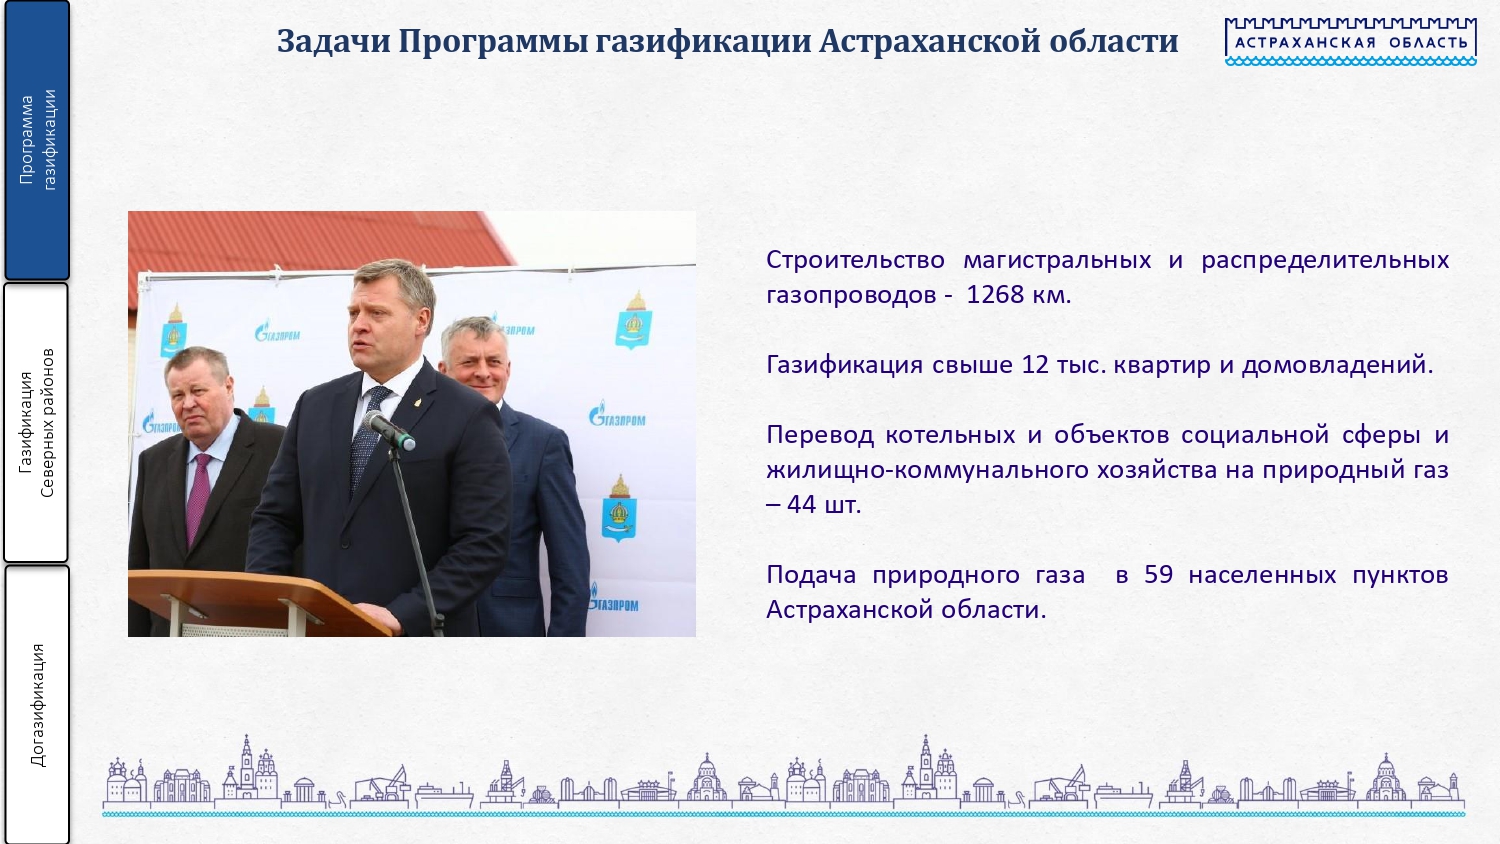 Задачи Программы газификации Астраханской области
АСТРАХАНСКАЯ ОБЛАСТЬ
Программа
газификации
Газификация
Северных районов
Догазификация
ГАЗПРОМ
ГАЗПРОМ
ГАЗПРОМ
ГАЗПРОМ
Строительство магистральных и распределительных
газопроводов - 1268 км.
Газификация свыше 12 тыс. квартир и домовладений.
Перевод котельных и объектов социальной сферы и
жилищно-коммунального хозяйства на природный газ
– 44 шт.
Подача природного газа в 59 населенных пунктов
Астраханской области.